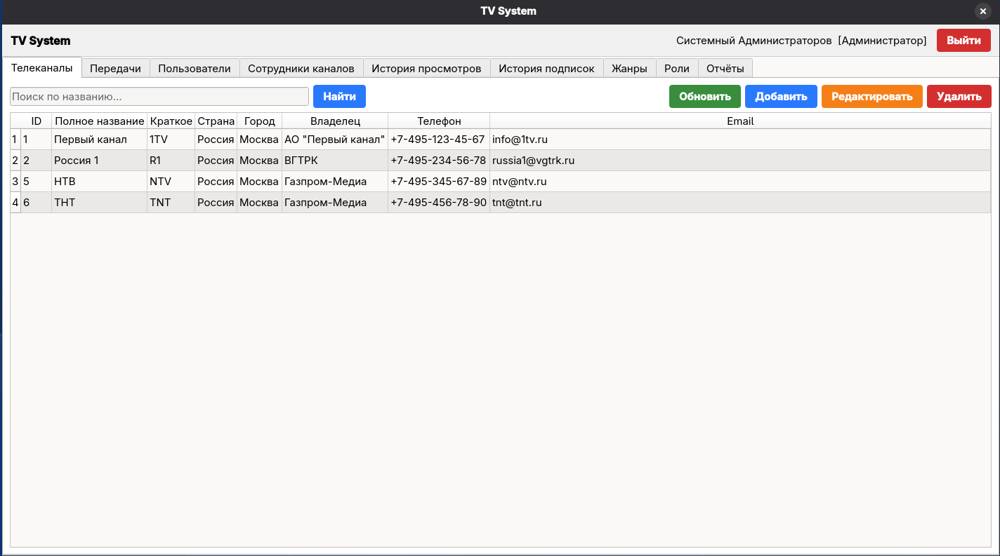 TV System
TV System Системный Администраторов [Администратор] Выйти
Телеканалы Передачи Пользователи Сотрудники каналов История просмотров История подписок Жанры Роли Отчёты
Поиск по названию... Найти Обновить Добавить Редактировать Удалить
ID Полное название Краткое Страна Город Владелец Телефон Email
1 1 Первый канал 1TV Россия Москва АО "Первый канал" +7-495-123-45-67 info@1tv.ru
2 2 Россия 1 R1 Россия Москва ВГТРК +7-495-234-56-78 russia1@vgtrk.ru
3 5 НТВ NTV Россия Москва Газпром-Медиа +7-495-345-67-89 ntv@ntv.ru
4 6 ТНТ TNT Россия Москва Газпром-Медиа +7-495-456-78-90 tnt@tnt.ru